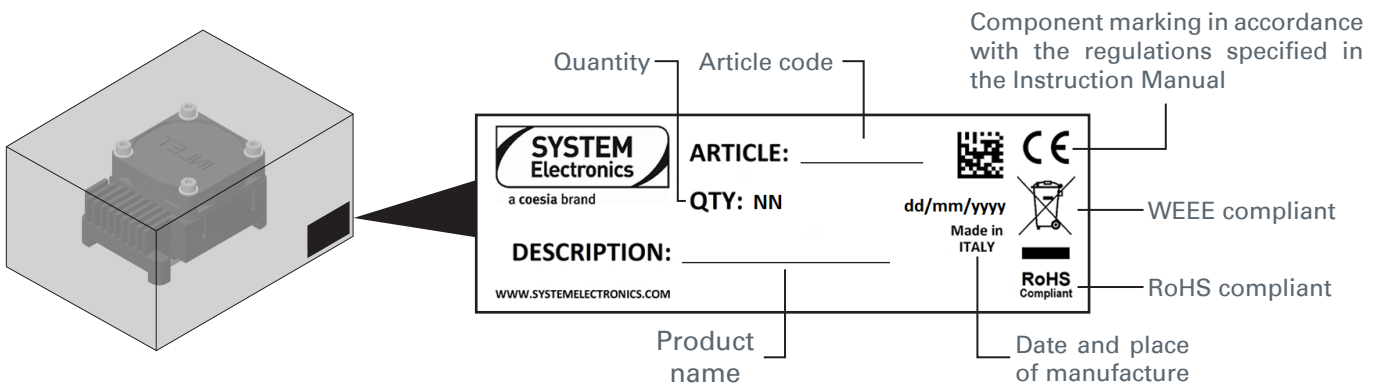 Component marking in accordance
with the regulations specified in
the Instruction Manual
Quantity
Article code
SYSTEM
Electronics
a coesia brand
ARTICLE:
QTY: NN
dd/mm/yyyy
Made in
ITALY
DESCRIPTION:
WWW.SYSTEMELECTRONICS.COM
CE
RoHS
Compliant
WEEE compliant
RoHS compliant
Product
name
Date and place
of manufacture
INLET